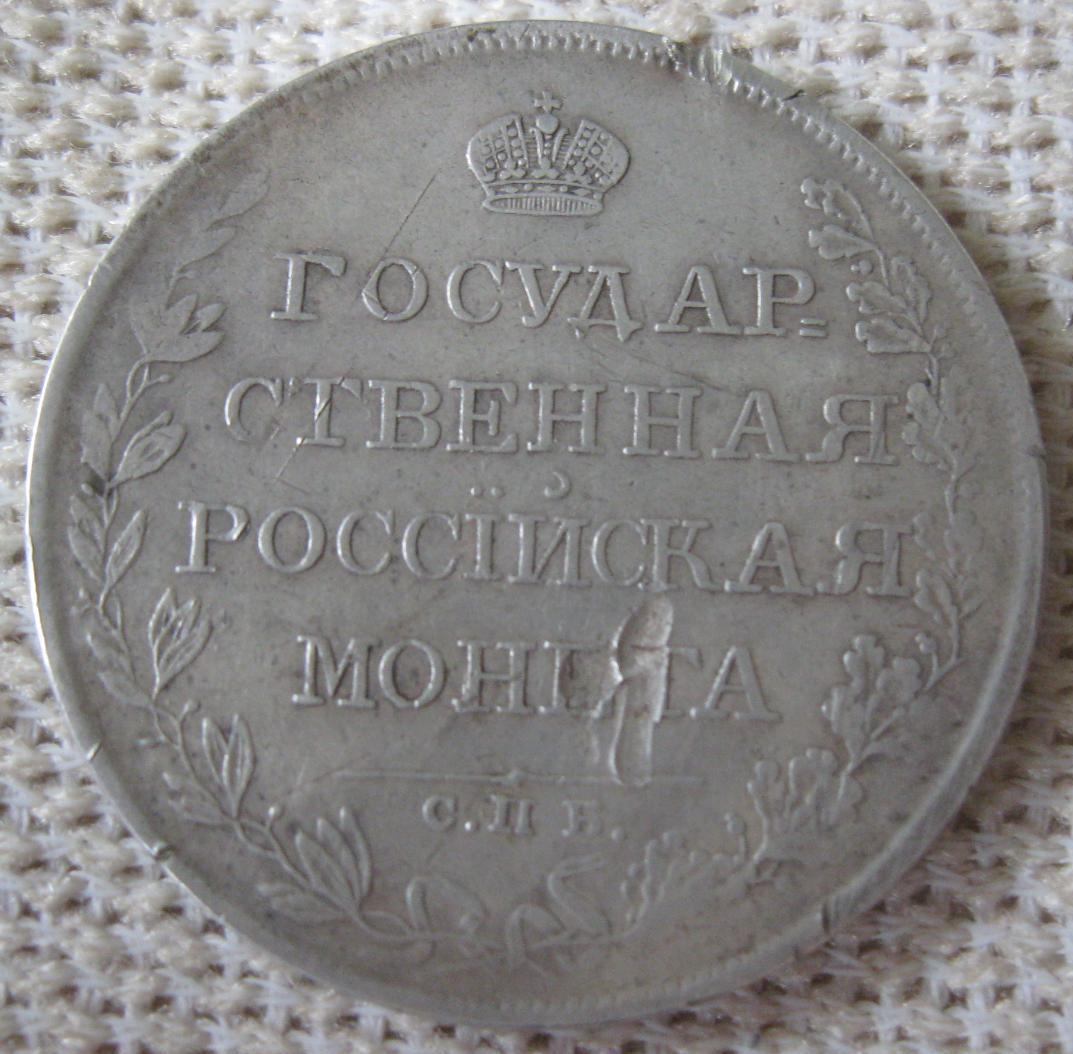 ГОСУДАР=
СТВЕННАЯ
РОССІЙСКАЯ
МОНЕТА
С.П Б.